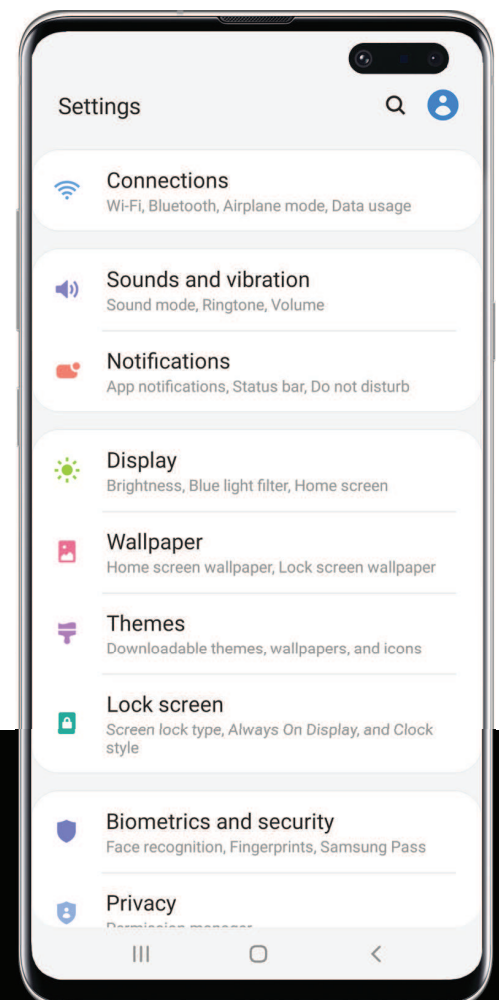 Settings
Connections
Wi-Fi, Bluetooth, Airplane mode, Data usage
Sounds and vibration
Sound mode, Ringtone, Volume
Notifications
App notifications, Status bar, Do not disturb
Display
Brightness, Blue light filter, Home screen
Wallpaper
Home screen wallpaper, Lock screen wallpaper
Themes
Downloadable themes, wallpapers, and icons
Lock screen
Screen lock type, Always On Display, and Clock
style
Biometrics and security
Face recognition, Fingerprints, Samsung Pass
Privacy
Permission manager